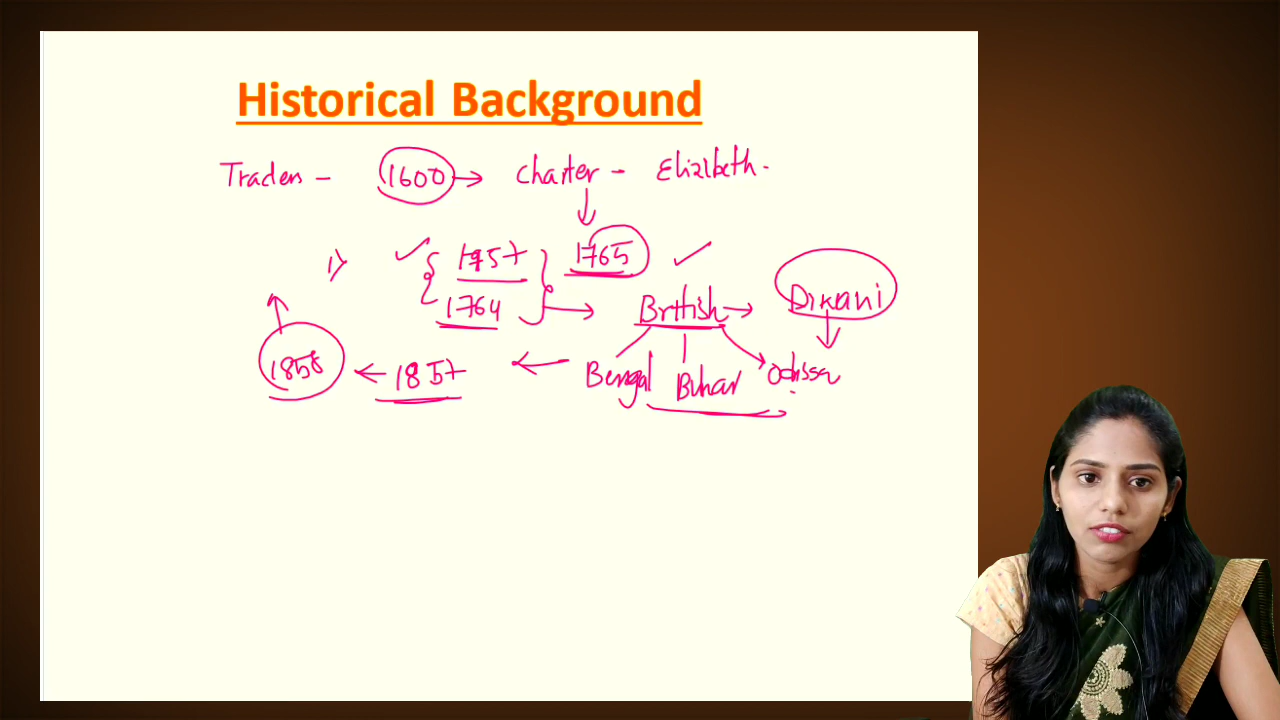 Historical Background
Traders - 1600 → Charter - Elizabeth.
1757 1765
1764 → British → Diwani
1858 ← 1857 ← Bengal Bihar Odissa